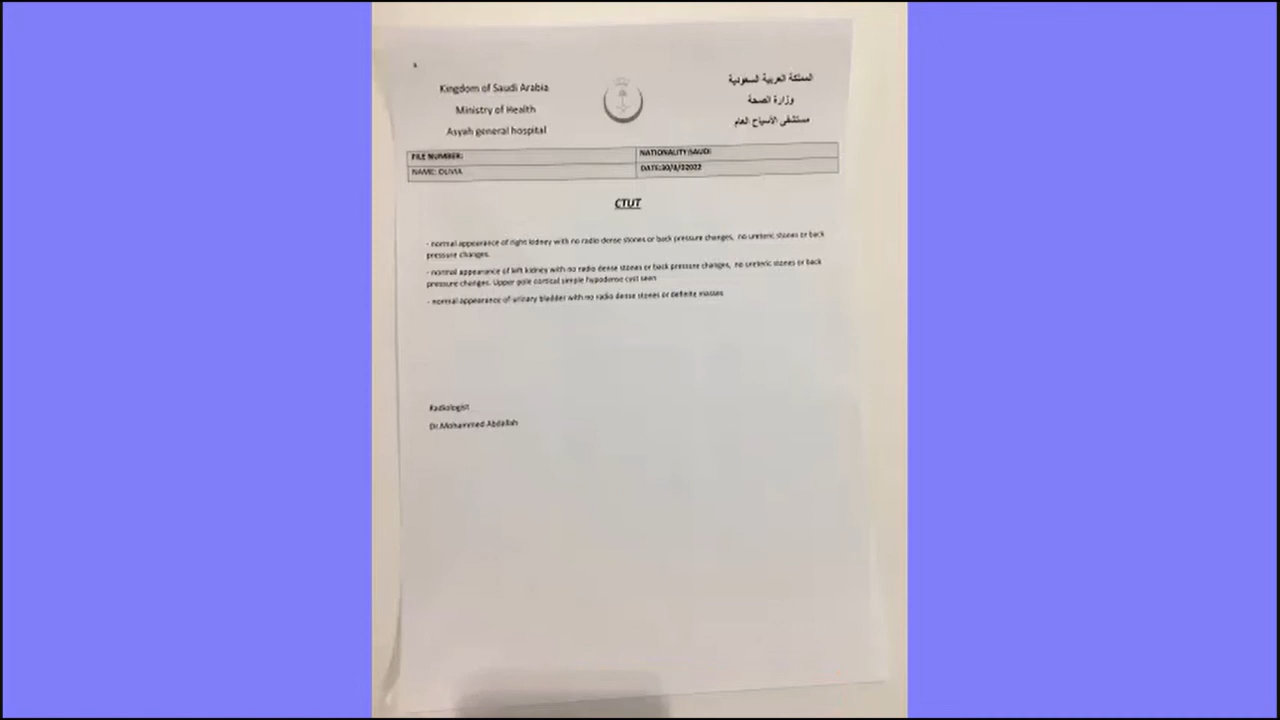 Kingdom of Saudi Arabia
Ministry of Health
Asyah general hospital
المملكة العربية السعودية
وزارة الصحة
مستشفى الأسياح العام
FILE NUMBER:
NATIONALITY:SAUDI
NAME: OLIVIA
DATE:30/8/2022
CTUT
- normal appearance of right kidney with no radio dense stones or back pressure changes, no ureteric stones or back
pressure changes.
- normal appearance of left kidney with no radio dense stones or back pressure changes, no ureteric stones or back
pressure changes. Upper pole cortical simple hypodense cyst seen
- normal appearance of urinary bladder with no radio dense stones or definite masses
Radiologist
Dr.Mohammed Abdallah